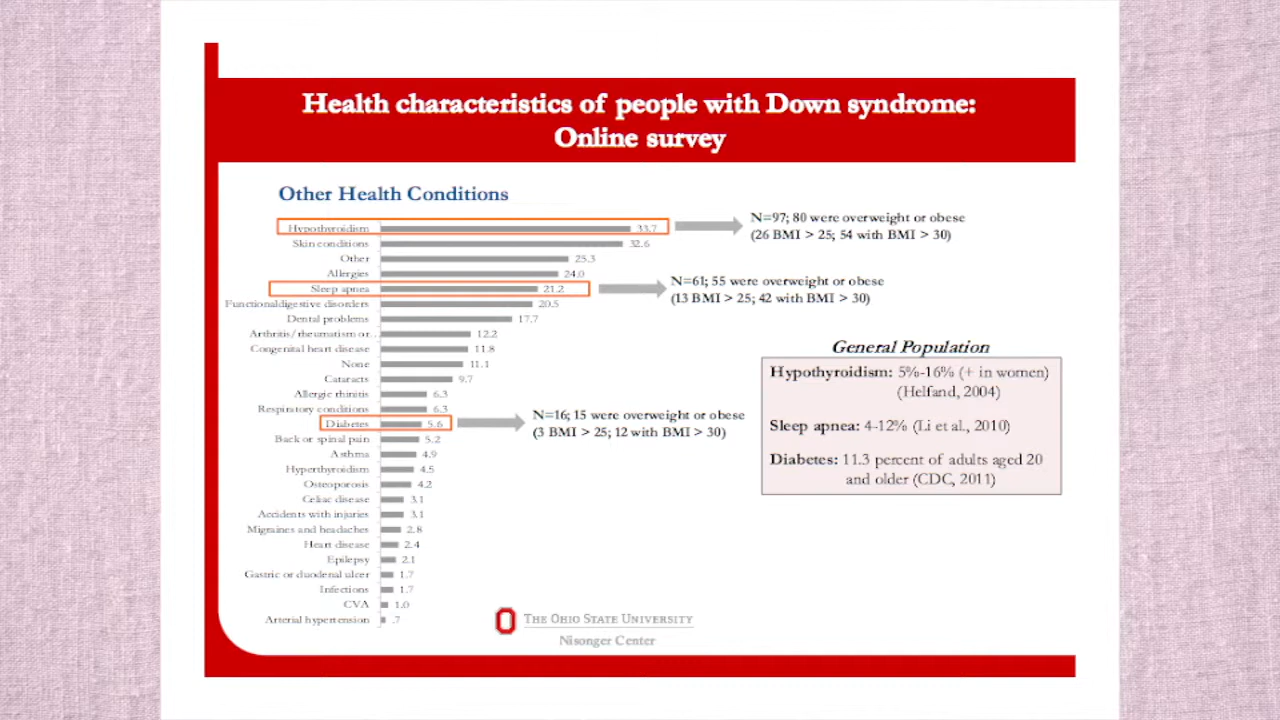 Health characteristics of people with Down syndrome:
Online survey
Other Health Conditions
Hypothyroidism 33.7
Skin conditions 32.6
Other 25.3
Allergies 24.0
Sleep apnea 21.2
Functionaldigestive disorders 20.5
Dental problems 17.7
Arthritis/rheumatism or... 12.2
Congenital heart disease 11.8
None 11.1
Cataracts 9.7
Allergic rhinitis 6.3
Respiratory conditions 6.3
Diabetes 5.6
Back or spinal pain 5.2
Asthma 4.9
Hyperthyroidism 4.5
Osteoporosis 4.2
Celiac disease 3.1
Accidents with injuries 3.1
Migraines and headaches 2.8
Heart disease 2.4
Epilepsy 2.1
Gastric or duodenal ulcer 1.7
Infections 1.7
CVA 1.0
Arterial hypertension .7
N=97; 80 were overweight or obese
(26 BMI > 25; 54 with BMI > 30)
N=61; 55 were overweight or obese
(13 BMI > 25; 42 with BMI > 30)
N=16; 15 were overweight or obese
(3 BMI > 25; 12 with BMI > 30)
General Population
Hypothyroidism: 5%-16% (+ in women)
(Helfand, 2004)
Sleep apnea: 4-12% (Li et al., 2010)
Diabetes: 11.3 percent of adults aged 20
and older (CDC, 2011)
THE OHIO STATE UNIVERSITY
Nisonger Center